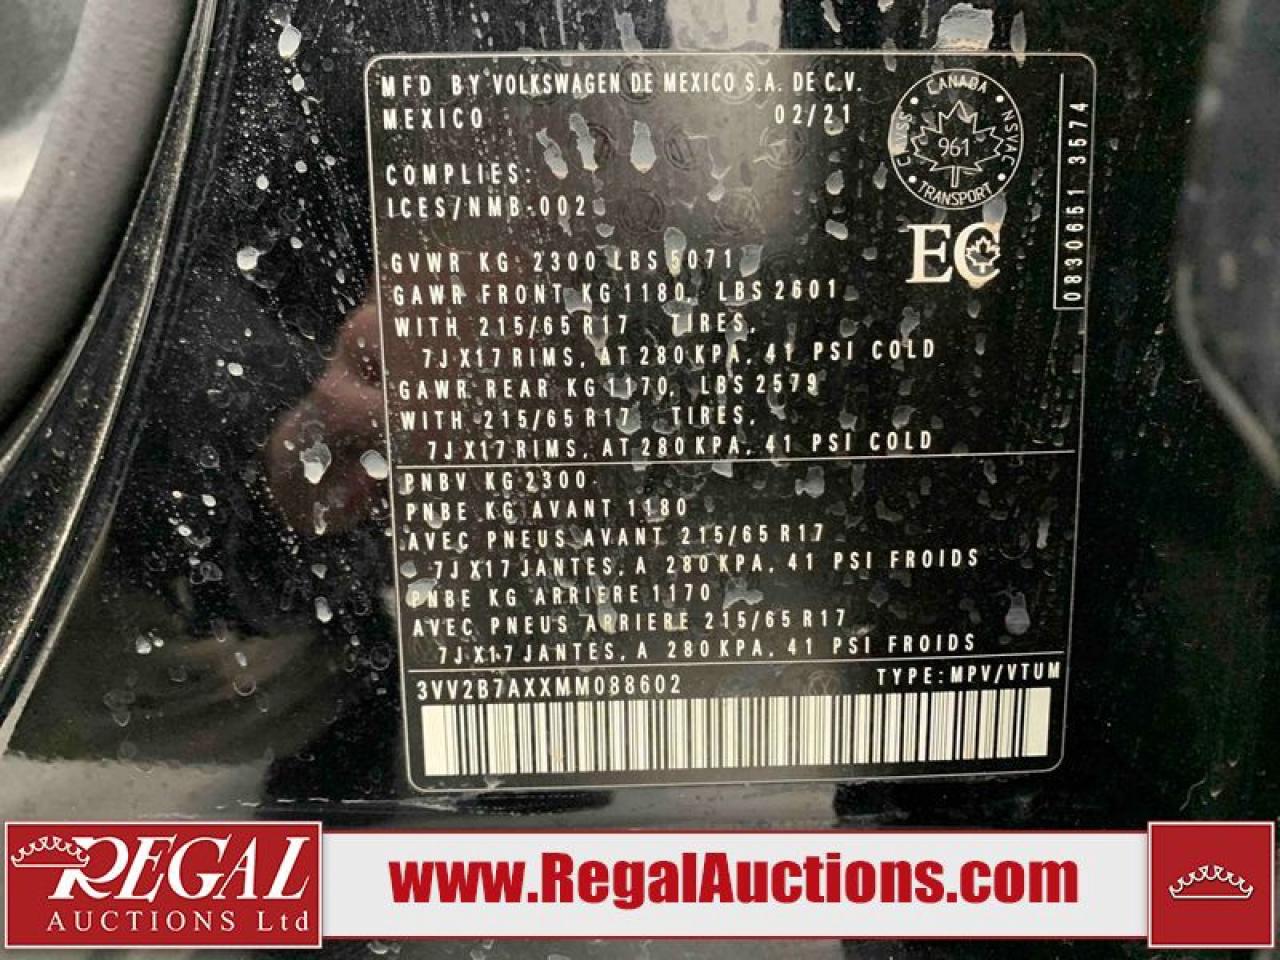 MFD BY VOLKSWAGEN DE MEXICO S.A. DE C.V.
MEXICO 02/21
CANADA
CMVSS NSVAC
961
TRANSPORT
COMPLIES:
ICES/NMB-002
EC
0830651 3574
GVWR KG 2300 LBS 5071
GAWR FRONT KG 1180, LBS 2601
WITH 215/65 R17 TIRES,
7J X17 RIMS, AT 280 KPA, 41 PSI COLD
GAWR REAR KG 1170, LBS 2579
WITH 215/65 R17 TIRES,
7J X17 RIMS, AT 280 KPA, 41 PSI COLD
PNBV KG 2300
PNBE KG AVANT 1180
AVEC PNEUS AVANT 215/65 R17
7J X17 JANTES, A 280 KPA, 41 PSI FROIDS
PNBE KG ARRIERE 1170
AVEC PNEUS ARRIERE 215/65 R17
7J X17 JANTES, A 280 KPA, 41 PSI FROIDS
3VV2B7AXXMM088602 TYPE: MPV/VTUM
REGAL
AUCTIONS Ltd
www.RegalAuctions.com